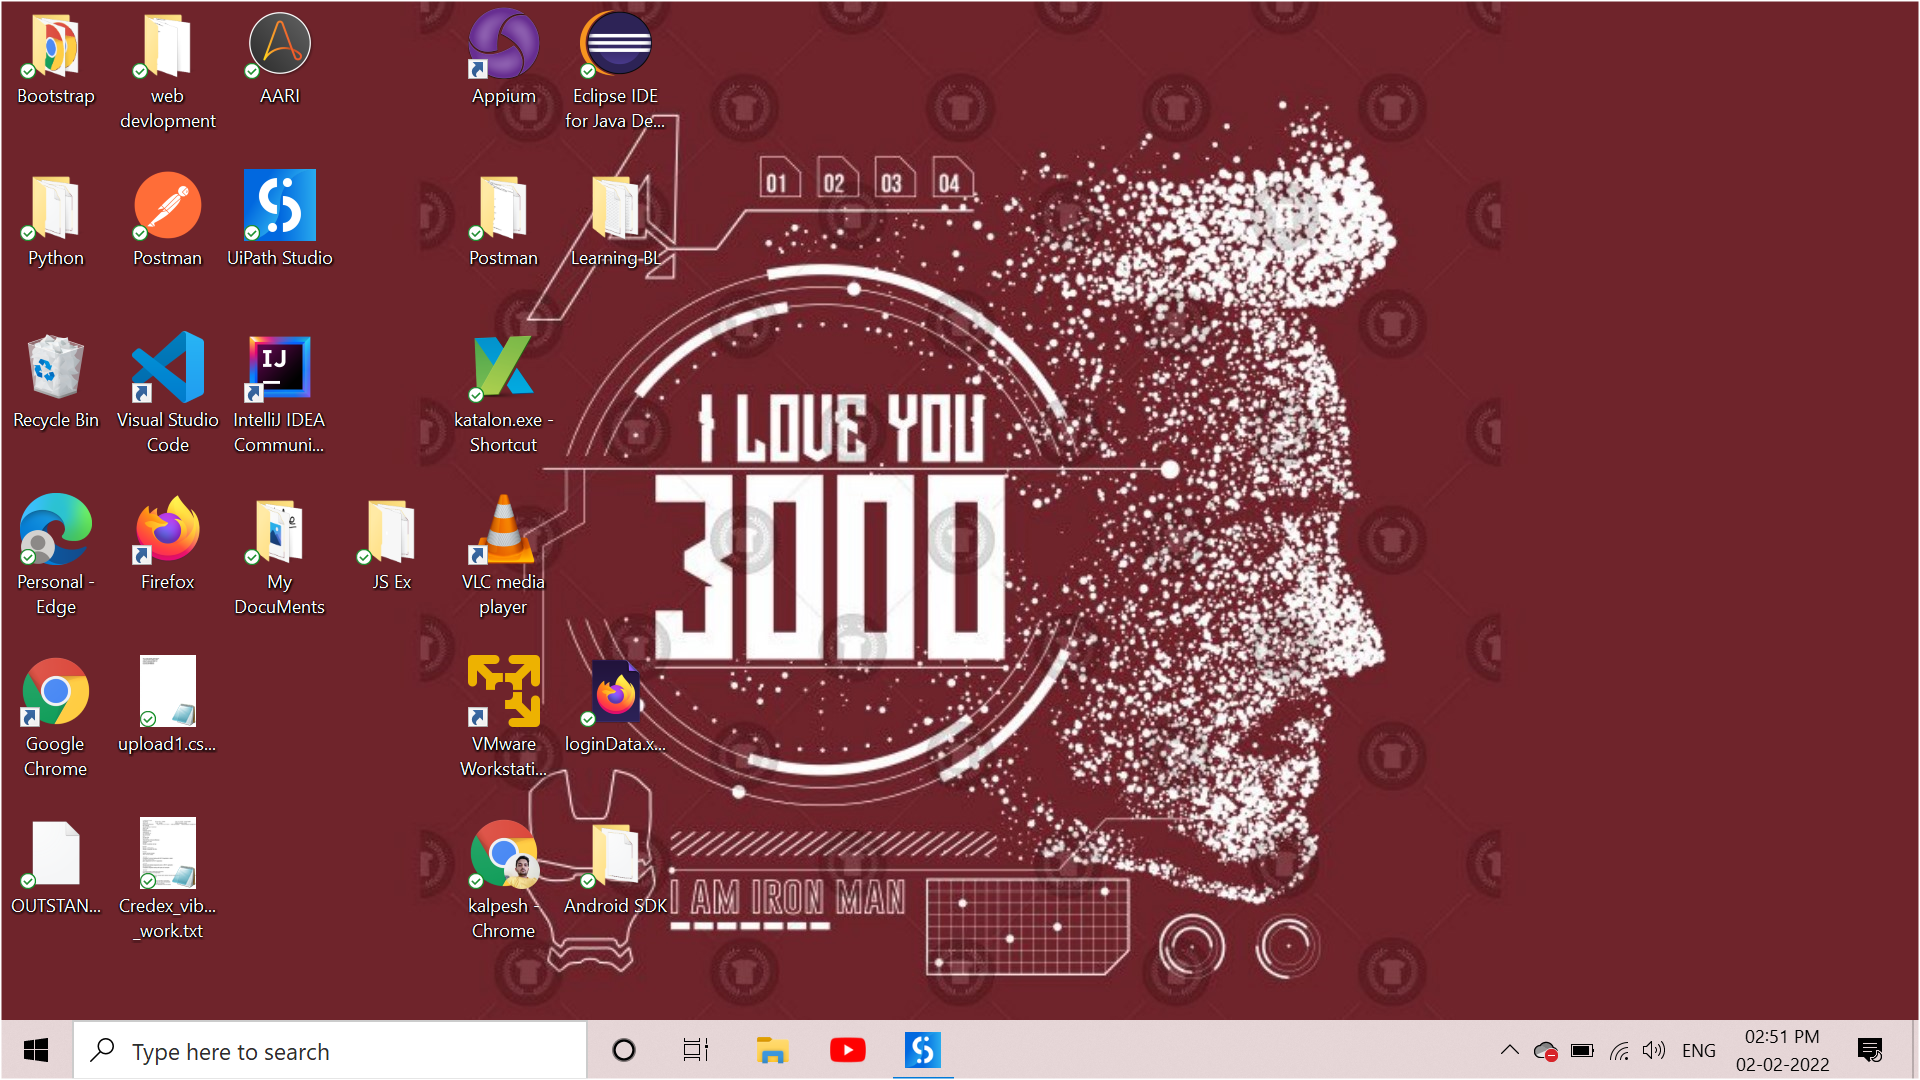 Bootstrap
web
devlopment
AARI
Appium
Eclipse IDE
for Java De...
Python
Postman
UiPath Studio
Postman
Learning-BL
01 02 03 04
Recycle Bin
Visual Studio
Code
IJ
IntelliJ IDEA
Communi...
katalon.exe -
Shortcut
I LOVE YOU
3000
Personal -
Edge
Firefox
My
DocuMents
JS Ex
VLC media
player
Google
Chrome
upload1.cs...
VMware
Workstati...
loginData.x...
OUTSTAN...
Credex_vib...
_work.txt
kalpesh -
Chrome
Android SDK
I AM IRON MAN
Type here to search
ENG
02:51 PM
02-02-2022